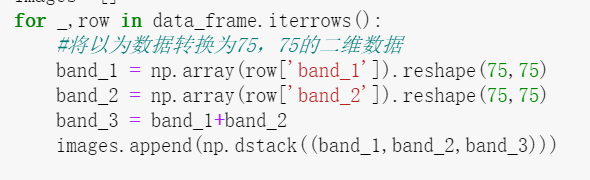 for _,row in data_frame.iterrows():
#将以为数据转换为75，75的二维数据
band_1 = np.array(row['band_1']).reshape(75,75)
band_2 = np.array(row['band_2']).reshape(75,75)
band_3 = band_1+band_2
images.append(np.dstack((band_1,band_2,band_3)))